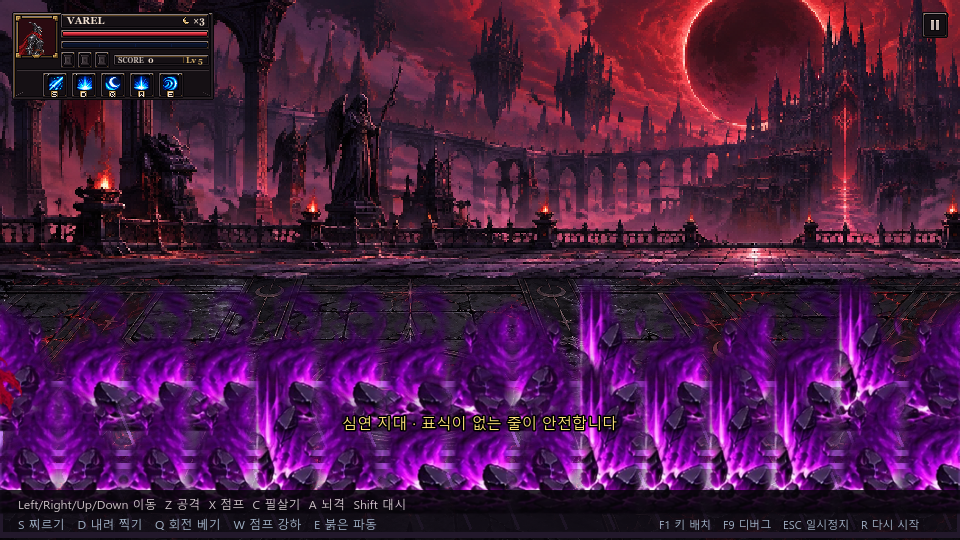 VAREL ×3
SCORE 0 Lv 5
S D Q W E
심연 지대 · 표식이 없는 줄이 안전합니다
Left/Right/Up/Down 이동 Z 공격 X 점프 C 필살기 A 뇌격 Shift 대시
S 찌르기 D 내려 찍기 Q 회전 베기 W 점프 강하 E 붉은 파동
F1 키 배치 F9 디버그 ESC 일시정지 R 다시 시작